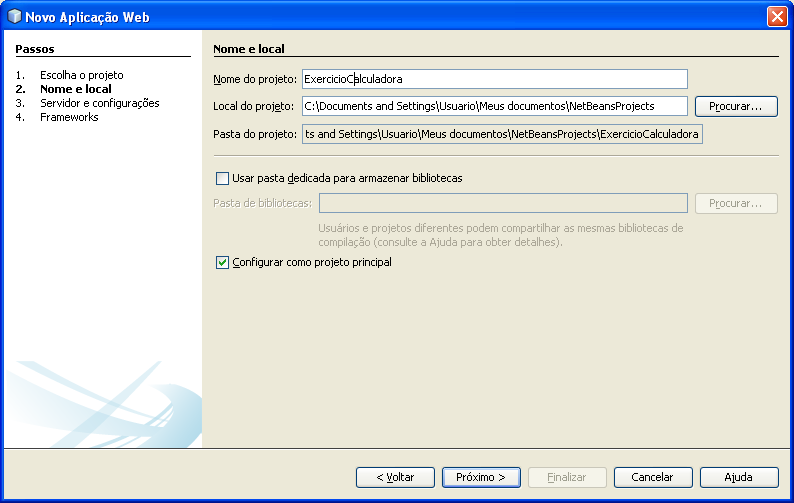 Novo Aplicação Web
Passos
1. Escolha o projeto
2. Nome e local
3. Servidor e configurações
4. Frameworks
Nome e local
Nome do projeto: ExercicioCalculadora
Local do projeto: C:\Documents and Settings\Usuario\Meus documentos\NetBeansProjects Procurar...
Pasta do projeto: ts and Settings\Usuario\Meus documentos\NetBeansProjects\ExercicioCalculadora
Usar pasta dedicada para armazenar bibliotecas
Pasta de bibliotecas: Procurar...
Usuários e projetos diferentes podem compartilhar as mesmas bibliotecas de
compilação (consulte a Ajuda para obter detalhes).
Configurar como projeto principal
< Voltar Próximo > Finalizar Cancelar Ajuda